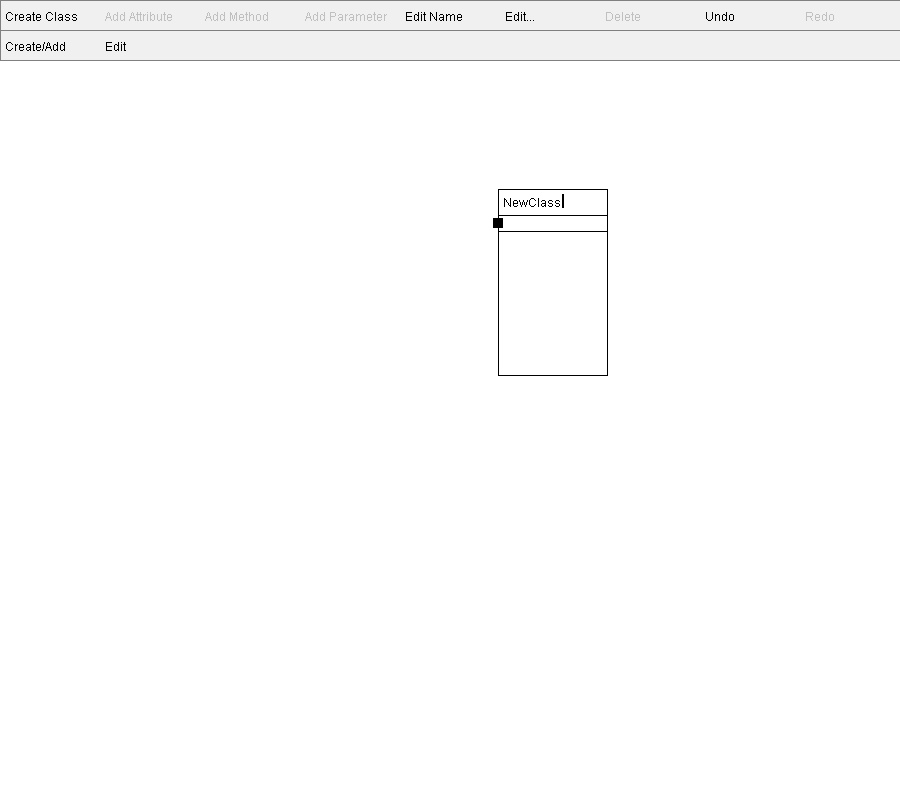 Create Class Add Attribute Add Method Add Parameter Edit Name Edit... Delete Undo Redo
Create/Add Edit
NewClass